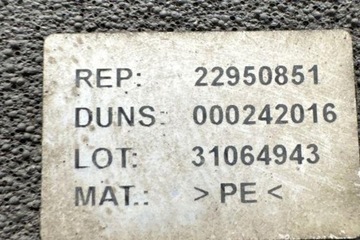 REP: 22950851
DUNS: 000242016
LOT: 31064943
MAT.: > PE <